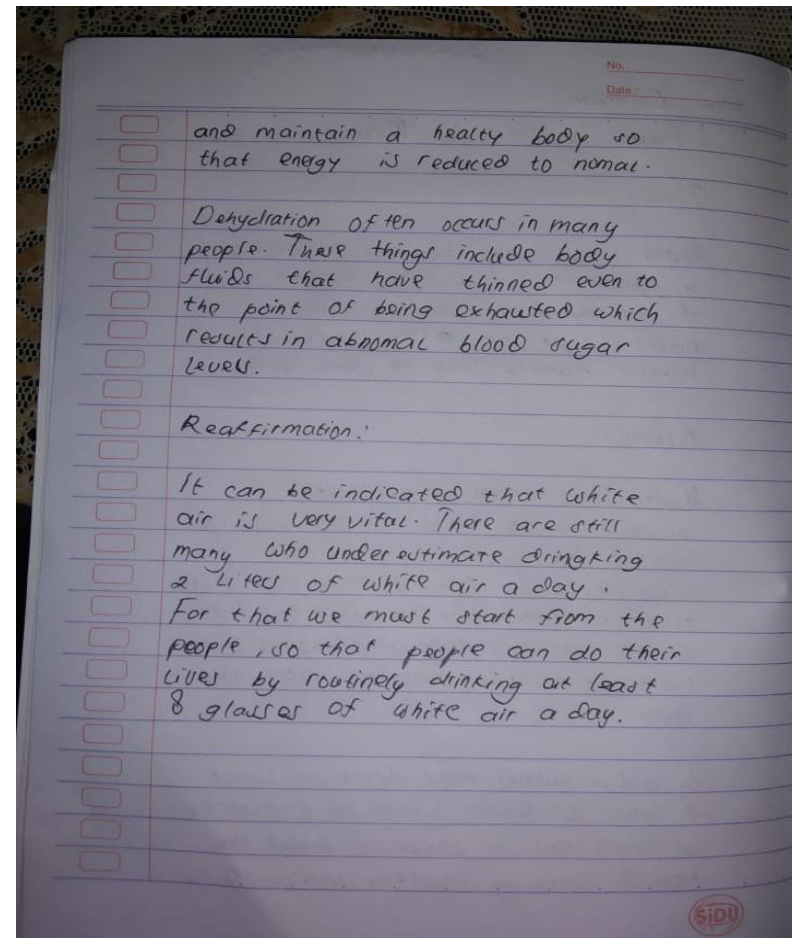 No.
Date :
and maintain a healty body so
that energy is reduced to nomal.
Dehydration often occurs in many
people. These things include body
fluids that have thinned even to
the point of being exhausted which
results in abnomal blood sugar
levels.
Reaffirmation :
It can be indicated that white
air is very vital. There are still
many who underestimate dringking
2 liters of white air a day.
For that we must start from the
people, so that people can do their
lives by routinely drinking at least
8 glasses of white air a day.
SiDU